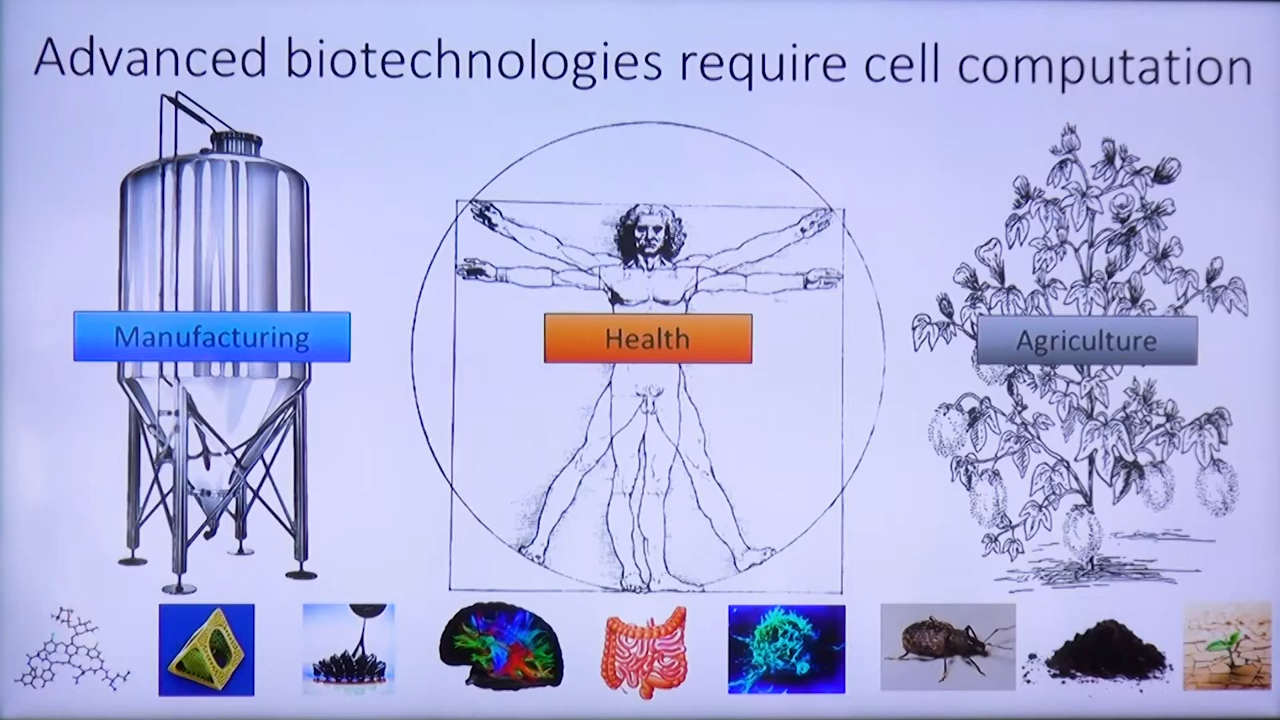 Advanced biotechnologies require cell computation
Manufacturing
Health
Agriculture